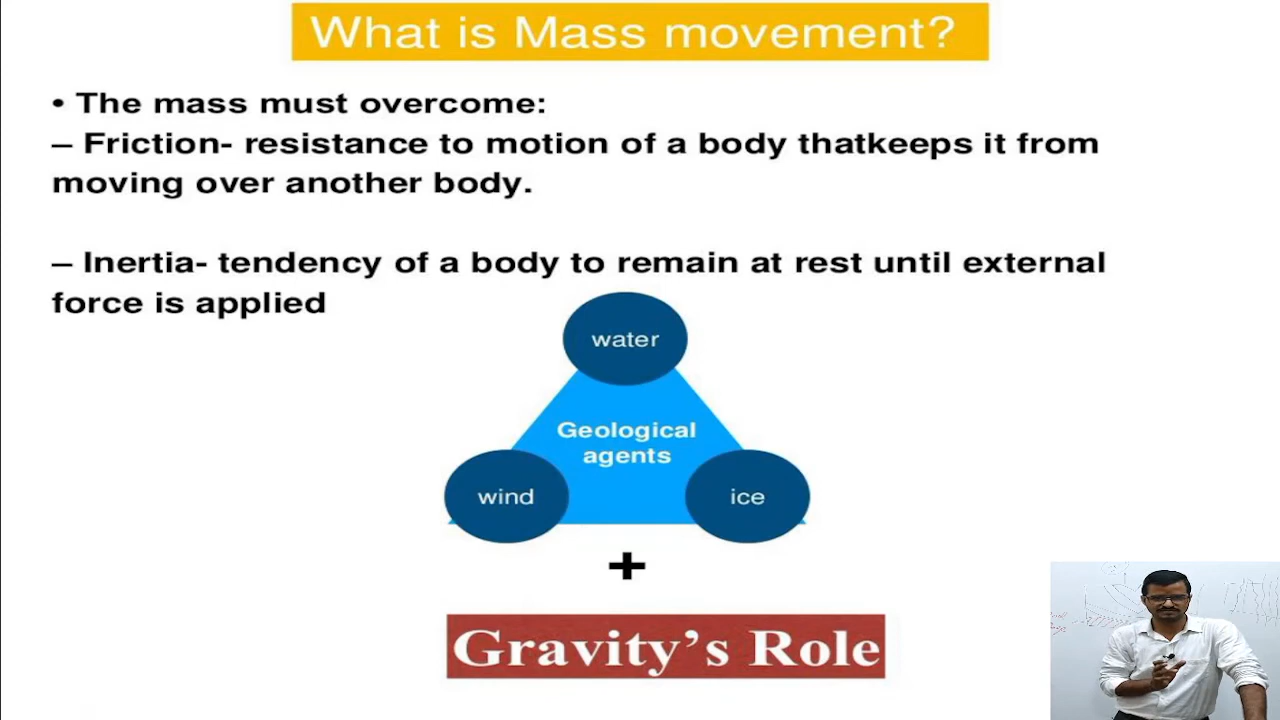 What is Mass movement?
• The mass must overcome:
– Friction- resistance to motion of a body thatkeeps it from
moving over another body.
– Inertia- tendency of a body to remain at rest until external
force is applied
water
Geological
agents
wind
ice
+
Gravity's Role